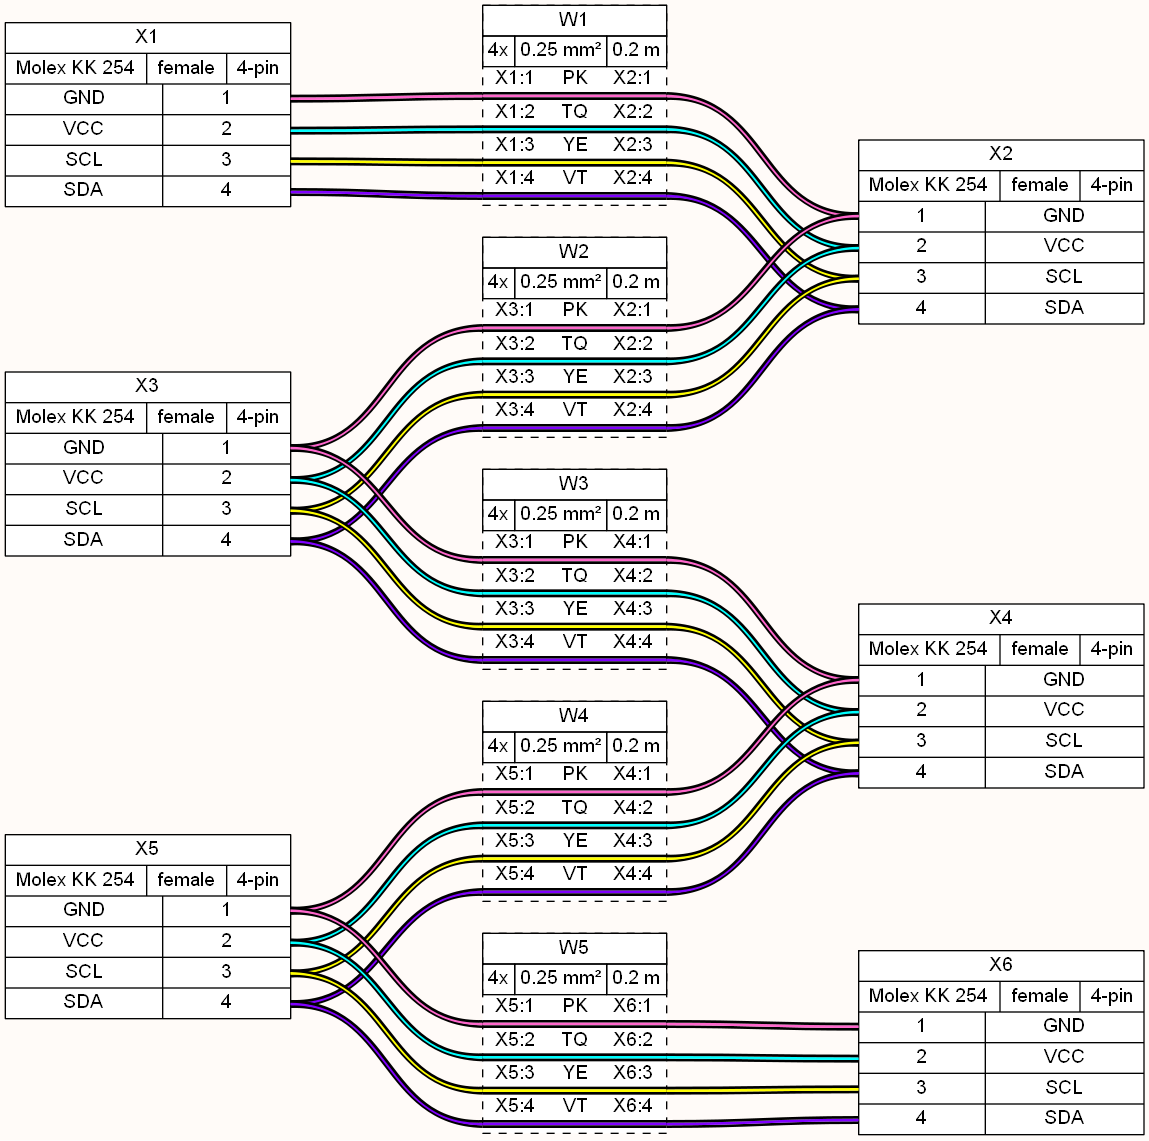 X1
Molex KK 254 female 4-pin
GND 1
VCC 2
SCL 3
SDA 4
W1
4x 0.25 mm² 0.2 m
X1:1 PK X2:1
X1:2 TQ X2:2
X1:3 YE X2:3
X1:4 VT X2:4
X2
Molex KK 254 female 4-pin
1 GND
2 VCC
3 SCL
4 SDA
W2
4x 0.25 mm² 0.2 m
X3:1 PK X2:1
X3:2 TQ X2:2
X3:3 YE X2:3
X3:4 VT X2:4
X3
Molex KK 254 female 4-pin
GND 1
VCC 2
SCL 3
SDA 4
W3
4x 0.25 mm² 0.2 m
X3:1 PK X4:1
X3:2 TQ X4:2
X3:3 YE X4:3
X3:4 VT X4:4
X4
Molex KK 254 female 4-pin
1 GND
2 VCC
3 SCL
4 SDA
W4
4x 0.25 mm² 0.2 m
X5:1 PK X4:1
X5:2 TQ X4:2
X5:3 YE X4:3
X5:4 VT X4:4
X5
Molex KK 254 female 4-pin
GND 1
VCC 2
SCL 3
SDA 4
W5
4x 0.25 mm² 0.2 m
X5:1 PK X6:1
X5:2 TQ X6:2
X5:3 YE X6:3
X5:4 VT X6:4
X6
Molex KK 254 female 4-pin
1 GND
2 VCC
3 SCL
4 SDA